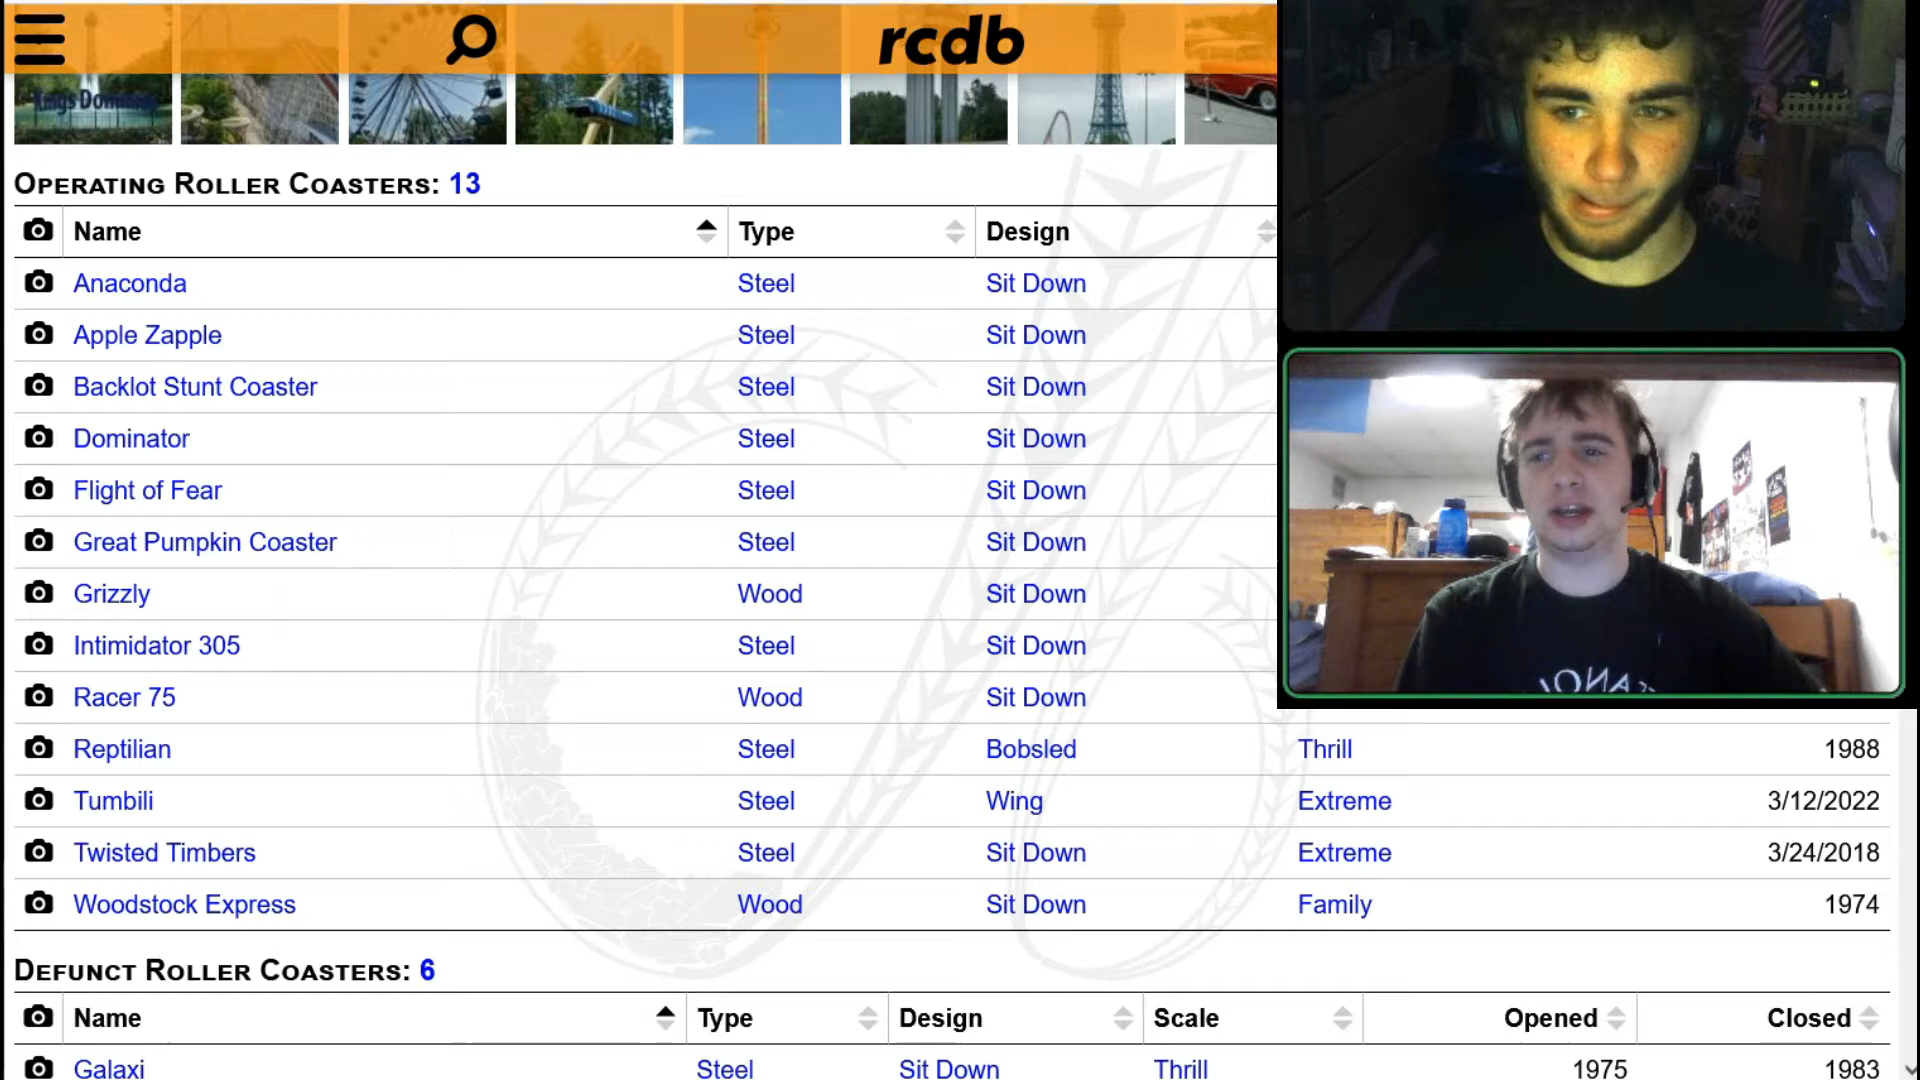 rcdb
Kings Dominion
OPERATING ROLLER COASTERS: 13
Name Type Design
Anaconda Steel Sit Down
Apple Zapple Steel Sit Down
Backlot Stunt Coaster Steel Sit Down
Dominator Steel Sit Down
Flight of Fear Steel Sit Down
Great Pumpkin Coaster Steel Sit Down
Grizzly Wood Sit Down
Intimidator 305 Steel Sit Down
Racer 75 Wood Sit Down
Reptilian Steel Bobsled Thrill 1988
Tumbili Steel Wing Extreme 3/12/2022
Twisted Timbers Steel Sit Down Extreme 3/24/2018
Woodstock Express Wood Sit Down Family 1974
DEFUNCT ROLLER COASTERS: 6
Name Type Design Scale Opened Closed
Galaxi Steel Sit Down Thrill 1975 1983